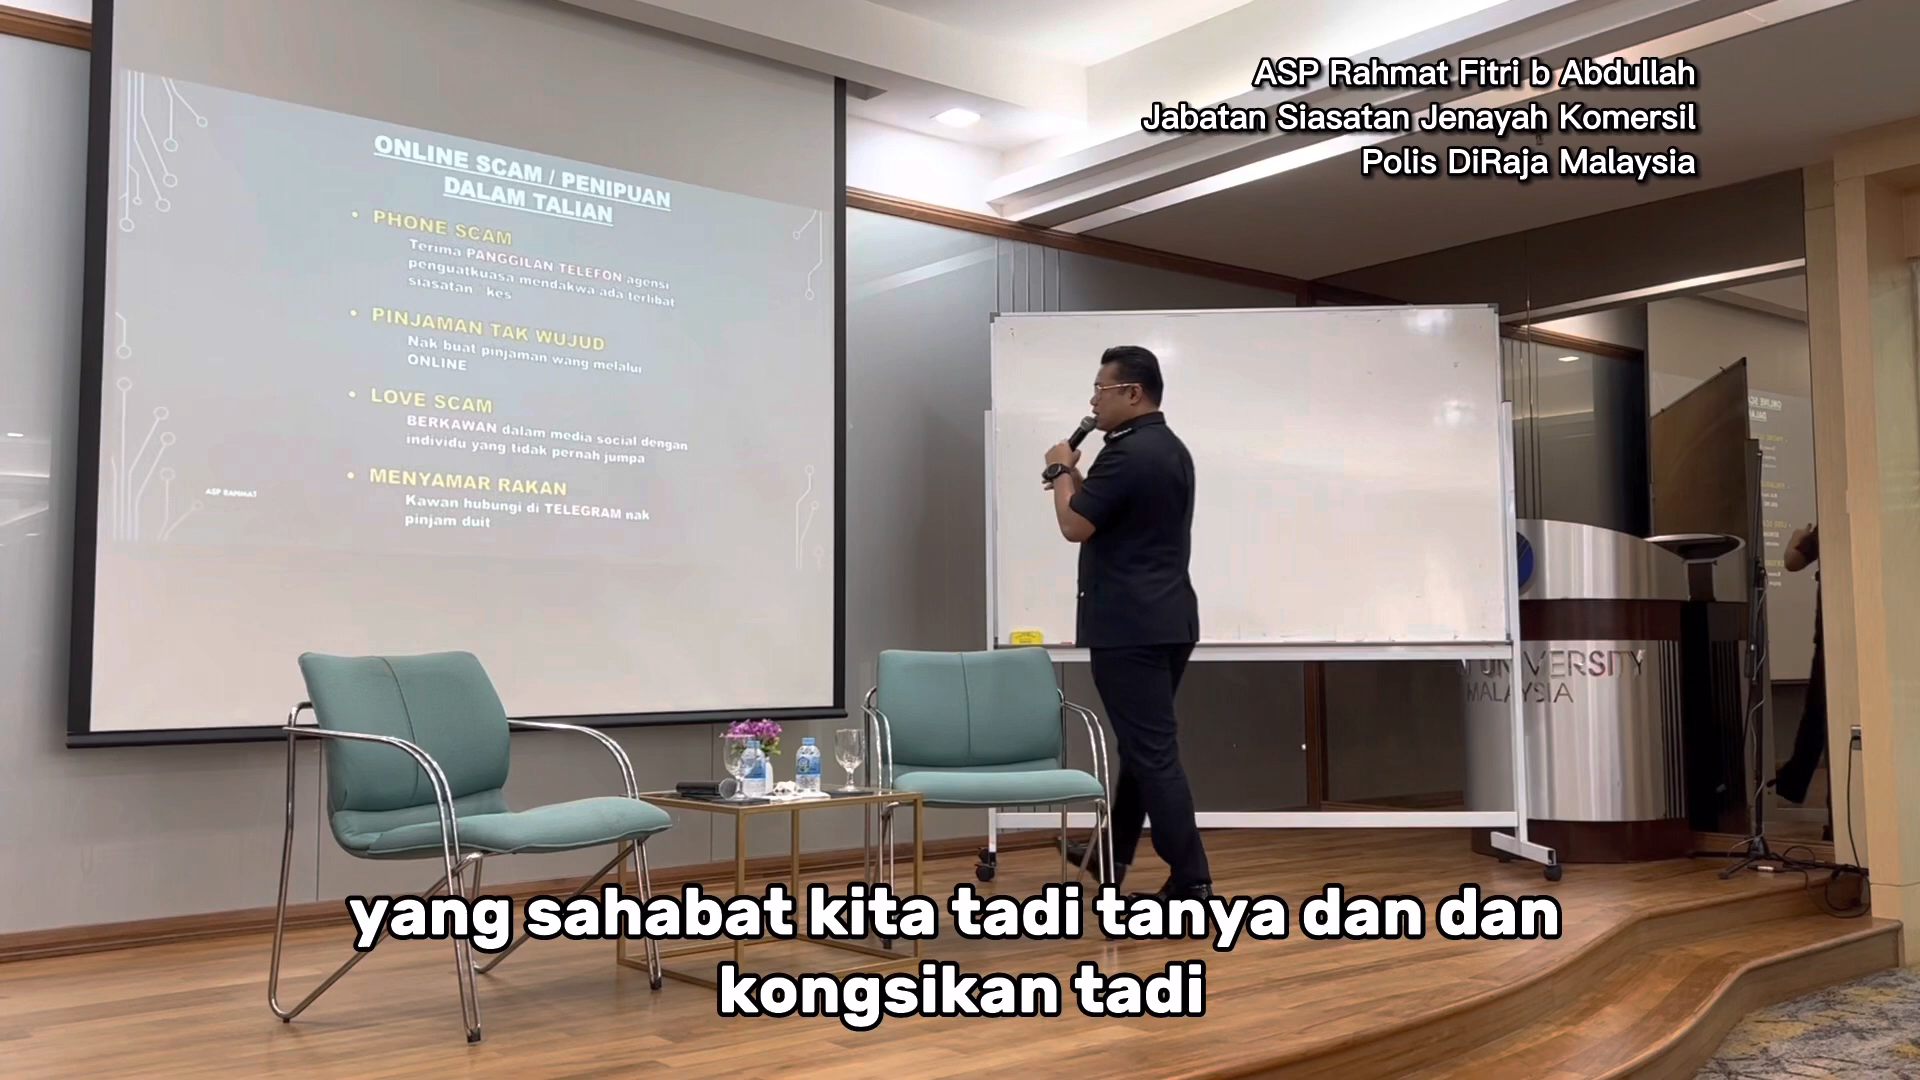 ASP Rahmat Fitri b Abdullah
Jabatan Siasatan Jenayah Komersil
Polis DiRaja Malaysia
ONLINE SCAM / PENIPUAN
DALAM TALIAN
• PHONE SCAM
Terima PANGGILAN TELEFON agensi
penguatkuasa mendakwa ada terlibat
siasatan kes
• PINJAMAN TAK WUJUD
Nak buat pinjaman wang melalui
ONLINE
• LOVE SCAM
BERKAWAN dalam media social dengan
individu yang tidak pernah jumpa
• MENYAMAR RAKAN
Kawan hubungi di TELEGRAM nak
pinjam duit
ASP RAHMAT
UNIVERSITY
MALAYSIA
yang sahabat kita tadi tanya dan dan
kongsikan tadi